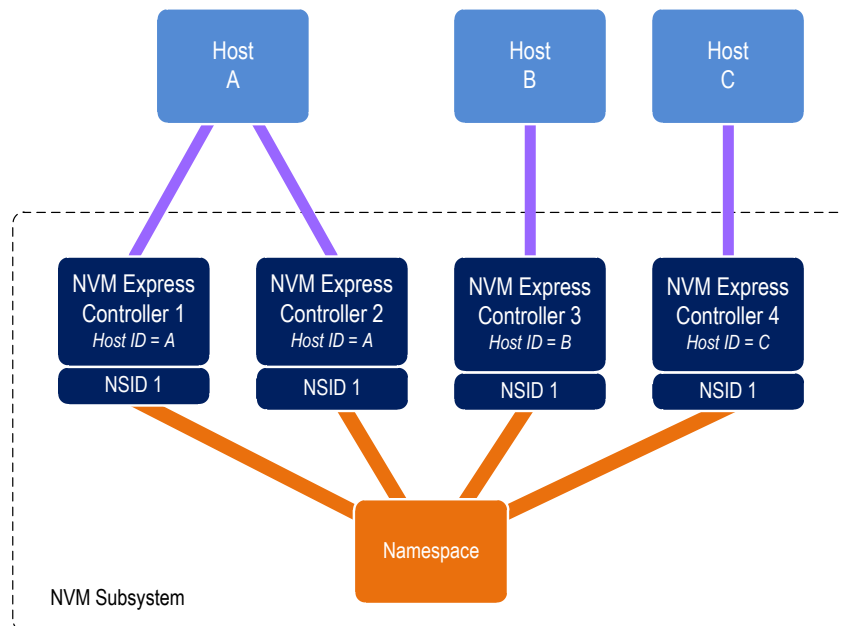 Host
A
Host
B
Host
C
NVM Express
Controller 1
Host ID = A
NVM Express
Controller 2
Host ID = A
NVM Express
Controller 3
Host ID = B
NVM Express
Controller 4
Host ID = C
NSID 1
NSID 1
NSID 1
NSID 1
Namespace
NVM Subsystem